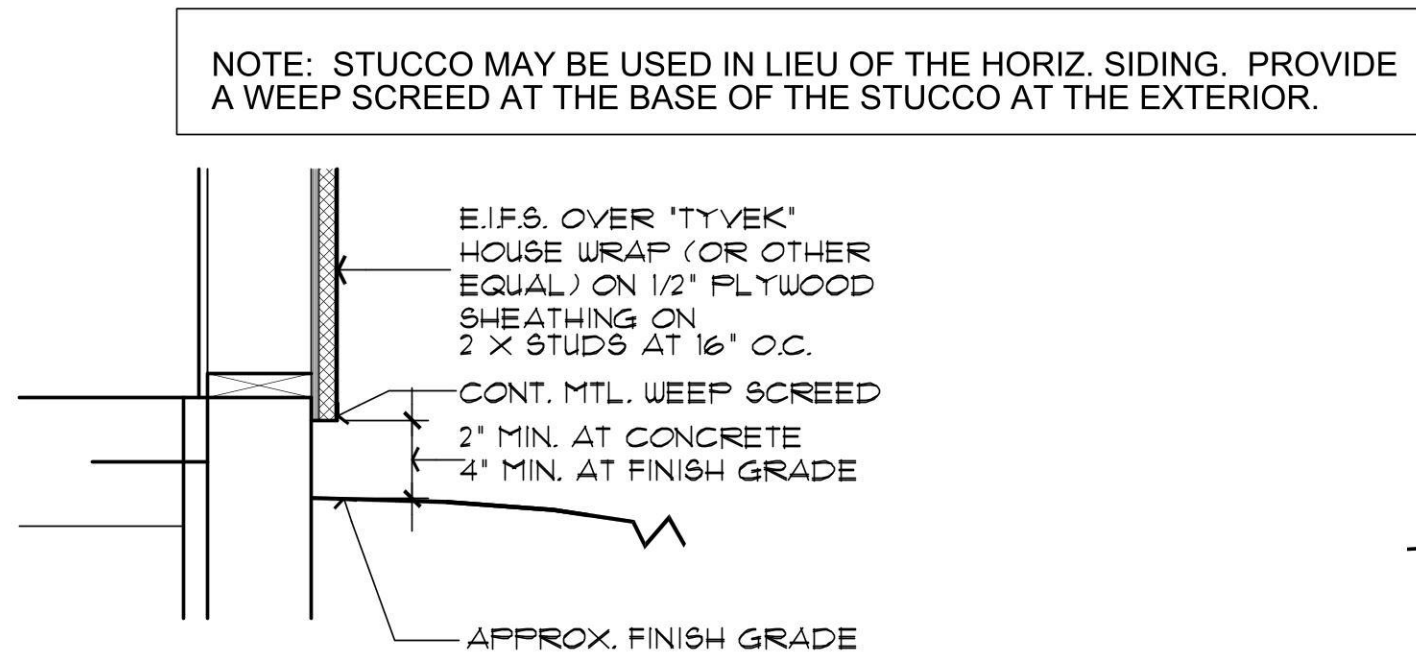 NOTE: STUCCO MAY BE USED IN LIEU OF THE HORIZ. SIDING. PROVIDE
A WEEP SCREED AT THE BASE OF THE STUCCO AT THE EXTERIOR.
E.I.F.S. OVER "TYVEK"
HOUSE WRAP (OR OTHER
EQUAL) ON 1/2" PLYWOOD
SHEATHING ON
2 X STUDS AT 16" O.C.
CONT. MTL. WEEP SCREED
2" MIN. AT CONCRETE
4" MIN. AT FINISH GRADE
APPROX. FINISH GRADE